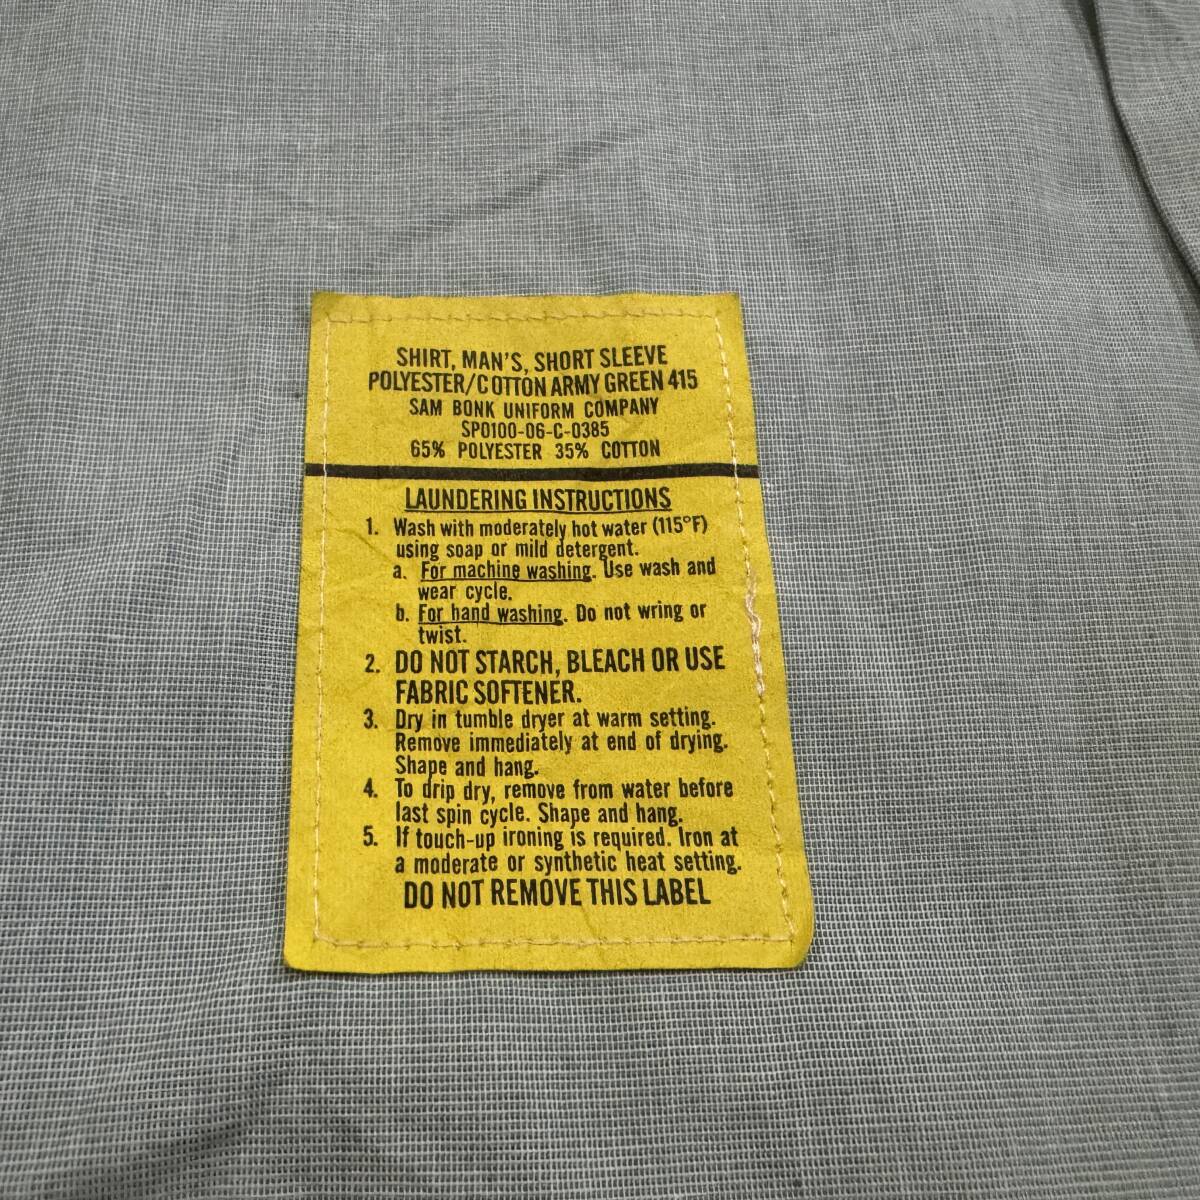 SHIRT, MAN'S, SHORT SLEEVE
POLYESTER/COTTON ARMY GREEN 415
SAM BONK UNIFORM COMPANY
SPO100-06-C-0385
65% POLYESTER 35% COTTON
LAUNDERING INSTRUCTIONS
1. Wash with moderately hot water (115°F)
using soap or mild detergent.
a. For machine washing. Use wash and
wear cycle.
b. For hand washing. Do not wring or
twist.
2. DO NOT STARCH, BLEACH OR USE
FABRIC SOFTENER.
3. Dry in tumble dryer at warm setting.
Remove immediately at end of drying.
Shape and hang.
4. To drip dry, remove from water before
last spin cycle. Shape and hang.
5. If touch-up ironing is required. Iron at
a moderate or synthetic heat setting.
DO NOT REMOVE THIS LABEL